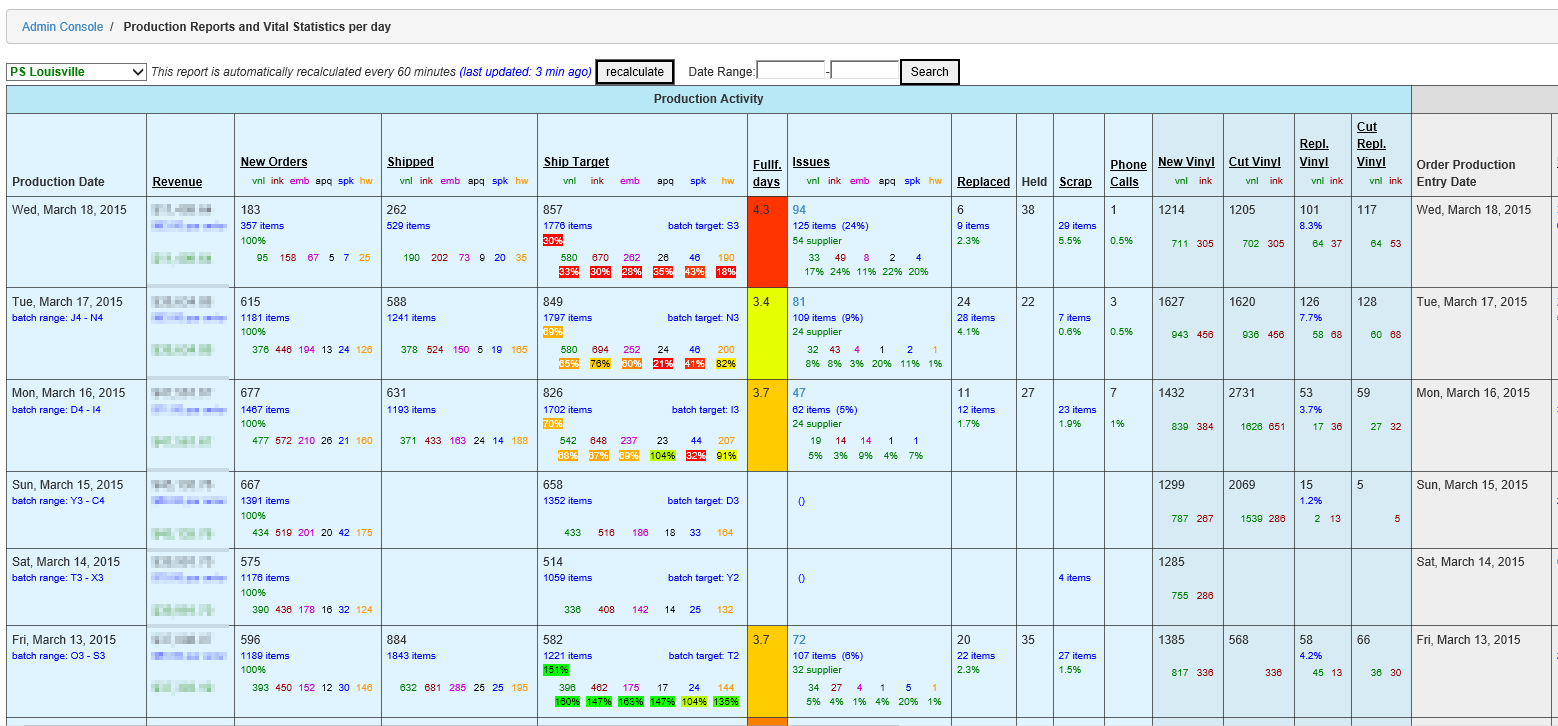 Admin Console / Production Reports and Vital Statistics per day
PS Louisville This report is automatically recalculated every 60 minutes (last updated: 3 min ago) recalculate Date Range: - Search
Production Activity
Production Date Revenue New Orders vnl ink emb apq spk hw Shipped vnl ink emb apq spk hw Ship Target vnl ink emb apq spk hw Fullf. days Issues vnl ink emb apq spk hw Replaced Held Scrap Phone Calls New Vinyl vnl ink Cut Vinyl vnl ink Repl. Vinyl vnl ink Cut Repl. Vinyl vnl ink Order Production Entry Date
Wed, March 18, 2015 183 262 857 4.3 94 6 38 1 1214 1205 101 117 Wed, March 18, 2015
357 items 529 items 1776 items batch target: S3 125 items (24%) 9 items 29 items 8.3%
100% 30% 54 supplier 2.3% 5.5% 0.5%
95 158 67 5 7 25 190 202 73 9 20 35 580 670 262 26 46 190 33 49 8 2 4 711 305 702 305 64 37 64 53
33% 30% 28% 35% 43% 18% 17% 24% 11% 22% 20%
Tue, March 17, 2015 615 588 849 3.4 81 24 22 3 1627 1620 126 128 Tue, March 17, 2015
batch range: J4 - N4 1181 items 1241 items 1797 items batch target: N3 109 items (9%) 28 items 7 items 7.7%
100% 69% 24 supplier 4.1% 0.6% 0.5%
376 446 194 13 24 126 378 524 150 5 19 165 580 694 252 24 46 200 32 43 4 1 2 1 943 456 936 456 58 68 60 68
65% 76% 60% 21% 41% 82% 8% 8% 3% 20% 11% 1%
Mon, March 16, 2015 677 631 826 3.7 47 11 27 7 1432 2731 53 59 Mon, March 16, 2015
batch range: D4 - I4 1467 items 1193 items 1702 items batch target: I3 62 items (5%) 12 items 23 items 3.7%
100% 70% 24 supplier 1.7% 1.9% 1%
477 572 210 26 21 160 371 433 163 24 14 188 542 648 237 23 44 207 19 14 14 1 1 839 384 1626 651 17 36 27 32
68% 67% 69% 104% 32% 91% 5% 3% 9% 4% 7%
Sun, March 15, 2015 667 658 1299 2069 15 5 Sun, March 15, 2015
batch range: Y3 - C4 1391 items 1352 items batch target: D3 () 1.2%
100%
434 519 201 20 42 175 433 516 186 18 33 164 787 267 1539 286 2 13 5
Sat, March 14, 2015 575 514 1285 Sat, March 14, 2015
batch range: T3 - X3 1176 items 1059 items batch target: Y2 () 4 items
100%
390 436 178 16 32 124 336 408 142 14 25 132 755 286
Fri, March 13, 2015 596 884 582 3.7 72 20 35 1385 568 58 66 Fri, March 13, 2015
batch range: O3 - S3 1189 items 1843 items 1221 items batch target: T2 107 items (6%) 22 items 27 items 4.2%
100% 151% 32 supplier 2.3% 1.5%
393 450 152 12 30 146 632 681 285 25 25 195 396 462 175 17 24 144 34 27 4 1 5 1 817 336 336 45 13 36 30
160% 147% 163% 147% 104% 135% 5% 4% 1% 4% 20% 1%